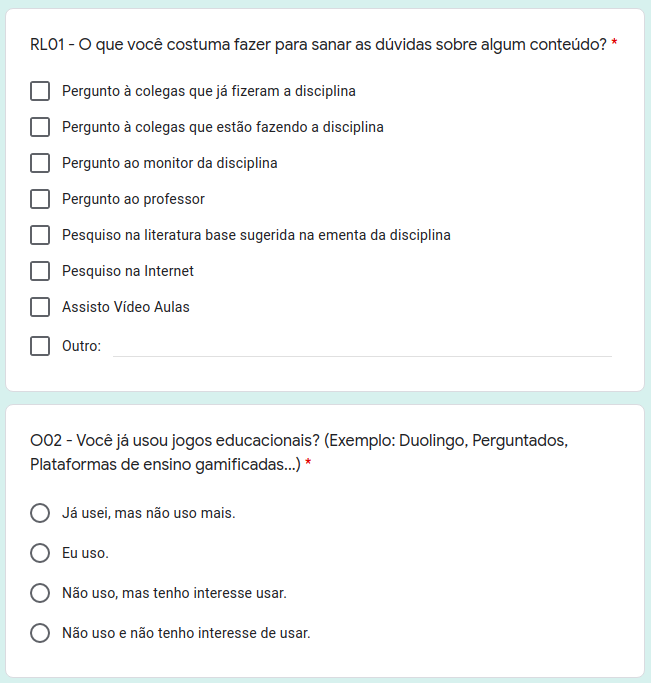 RL01 - O que você costuma fazer para sanar as dúvidas sobre algum conteúdo? *
Pergunto à colegas que já fizeram a disciplina
Pergunto à colegas que estão fazendo a disciplina
Pergunto ao monitor da disciplina
Pergunto ao professor
Pesquiso na literatura base sugerida na ementa da disciplina
Pesquiso na Internet
Assisto Vídeo Aulas
Outro:
O02 - Você já usou jogos educacionais? (Exemplo: Duolingo, Perguntados,
Plataformas de ensino gamificadas...) *
Já usei, mas não uso mais.
Eu uso.
Não uso, mas tenho interesse usar.
Não uso e não tenho interesse de usar.